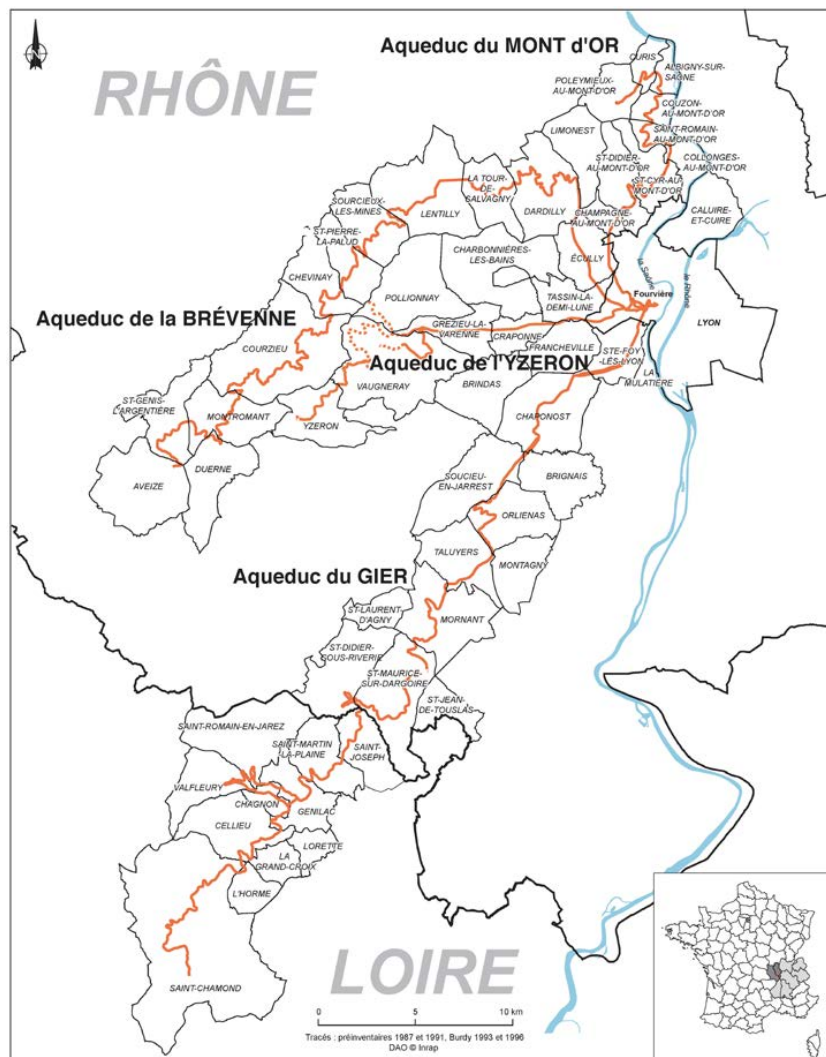 Aqueduc du MONT d'OR
RHÔNE
CURIS
ALBIGNY-SUR-
SAÔNE
POLEYMIEUX-
AU-MONT-D'OR
COUZON-
AU-MONT-D'OR
LIMONEST
SAINT-ROMAIN-
AU-MONT-D'OR
ST-DIDIER-
AU-MONT-D'OR
COLLONGES-
AU-MONT-D'OR
ST-CYR-AU-
MONT-D'OR
LA TOUR-
DE-
SALVAGNY
SOURCIEUX-
LES-MINES
LENTILLY
DARDILLY
CHAMPAGNE-
AU-MONT-D'OR
CALUIRE-
ET-CUIRE
ST-PIERRE-
LA-PALUD
CHARBONNIÈRES-
LES-BAINS
ÉCULLY
la Saône
le Rhône
CHEVINAY
POLLIONNAY
TASSIN-LA-
DEMI-LUNE
Fourvière
LYON
Aqueduc de la BRÉVENNE
GREZIEU-LA-
VARENNE
CRAPONNE
FRANCHEVILLE
STE-FOY
-LÈS-LYON
COURZIEU
Aqueduc de l'YZERON
LA
MULATIÈRE
VAUGNERAY
BRINDAS
ST-GENIS-
L'ARGENTIÈRE
MONTROMANT
YZERON
CHAPONOST
AVEIZE
DUERNE
SOUCIEU-
EN-JARREST
BRIGNAIS
ORLIENAS
TALUYERS
MONTAGNY
Aqueduc du GIER
ST-LAURENT-
D'AGNY
MORNANT
ST-DIDIER-
SOUS-RIVERIE
ST-MAURICE-
SUR-DARGOIRE
ST-JEAN-
DE-TOUSLAS
SAINT-ROMAIN-EN-JAREZ
SAINT-MARTIN
-LA-PLAINE
SAINT-
JOSEPH
VALFLEURY
CHAGNON
GENILAC
CELLIEU
LORETTE
LA
GRAND-CROIX
L'HORME
SAINT-CHAMOND
LOIRE
0 5 10 km
Tracés : préinventaires 1987 et 1991, Burdy 1993 et 1996
DAO © Inrap